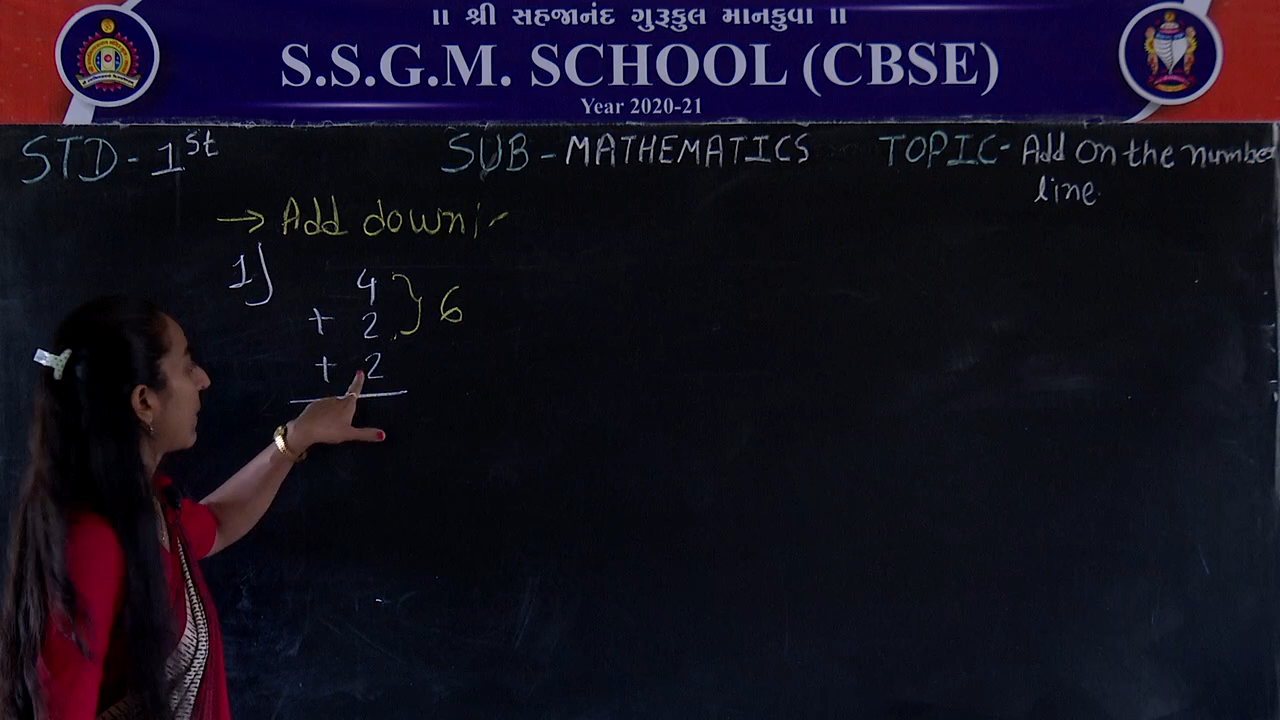 ॥ શ્રી સહજાનંદ ગુરૂકુલ માનકુવા ॥
S.S.G.M. SCHOOL (CBSE)
Year 2020-21
STD - 1st SUB - MATHEMATICS TOPIC - Add on the number line.
→ Add down:-
1) 4
+ 2 } 6
+ 2